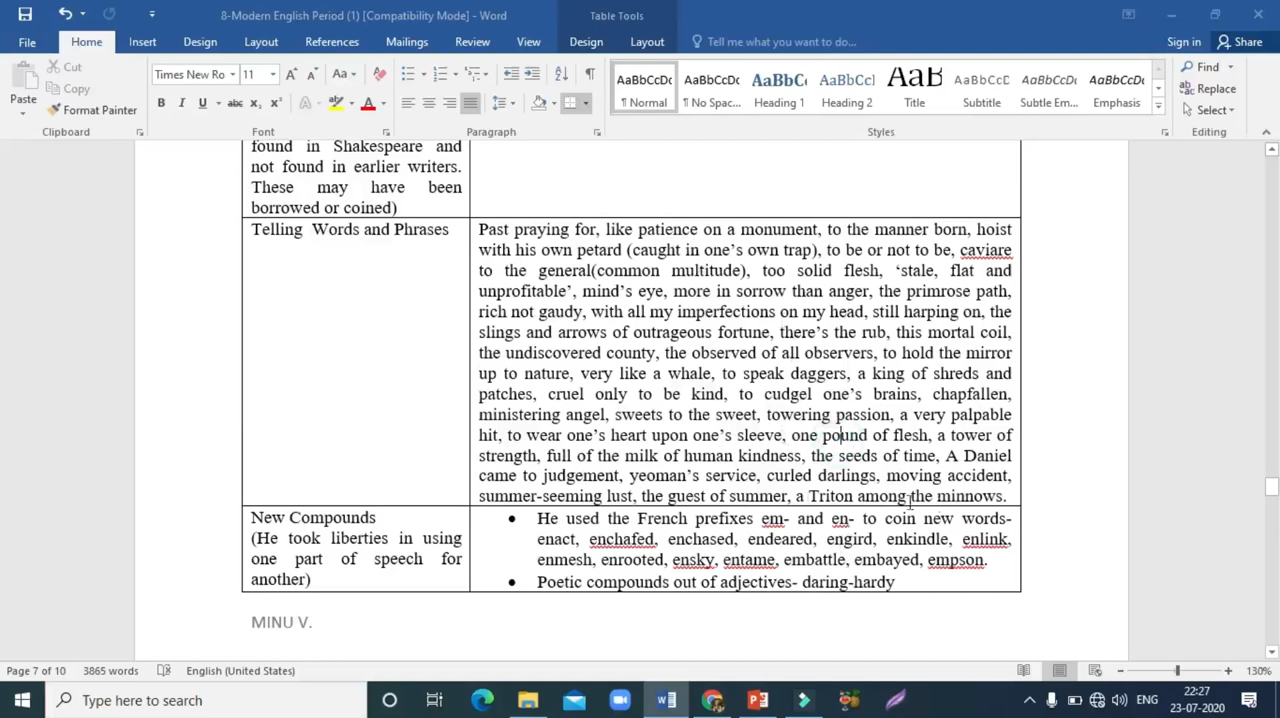 8-Modern English Period (1) [Compatibility Mode] - Word
Table Tools
File Home Insert Design Layout References Mailings Review View Design Layout Tell me what you want to do... Sign in Share
Paste
Cut
Copy
Format Painter
Clipboard
Times New Ro 11
Font
Paragraph
AaBbCcDc AaBbCcDc AaBbC AaBbCcl AaB AaBbCcD AaBbCcDc AaBbCcDc
¶ Normal ¶ No Spac... Heading 1 Heading 2 Title Subtitle Subtle Em... Emphasis
Styles
Find
Replace
Select
Editing
found in Shakespeare and
not found in earlier writers.
These may have been
borrowed or coined)
Telling Words and Phrases
Past praying for, like patience on a monument, to the manner born, hoist
with his own petard (caught in one's own trap), to be or not to be, caviare
to the general(common multitude), too solid flesh, ‘stale, flat and
unprofitable’, mind's eye, more in sorrow than anger, the primrose path,
rich not gaudy, with all my imperfections on my head, still harping on, the
slings and arrows of outrageous fortune, there's the rub, this mortal coil,
the undiscovered county, the observed of all observers, to hold the mirror
up to nature, very like a whale, to speak daggers, a king of shreds and
patches, cruel only to be kind, to cudgel one's brains, chapfallen,
ministering angel, sweets to the sweet, towering passion, a very palpable
hit, to wear one's heart upon one's sleeve, one pound of flesh, a tower of
strength, full of the milk of human kindness, the seeds of time, A Daniel
came to judgement, yeoman's service, curled darlings, moving accident,
summer-seeming lust, the guest of summer, a Triton among the minnows.
New Compounds
(He took liberties in using
one part of speech for
another)
• He used the French prefixes em- and en- to coin new words-
enact, enchafed, enchased, endeared, engird, enkindle, enlink,
enmesh, enrooted, ensky, entame, embattle, embayed, empson.
• Poetic compounds out of adjectives- daring-hardy
MINU V.
Page 7 of 10 3865 words English (United States) 130%
Type here to search
ENG
22:27
23-07-2020